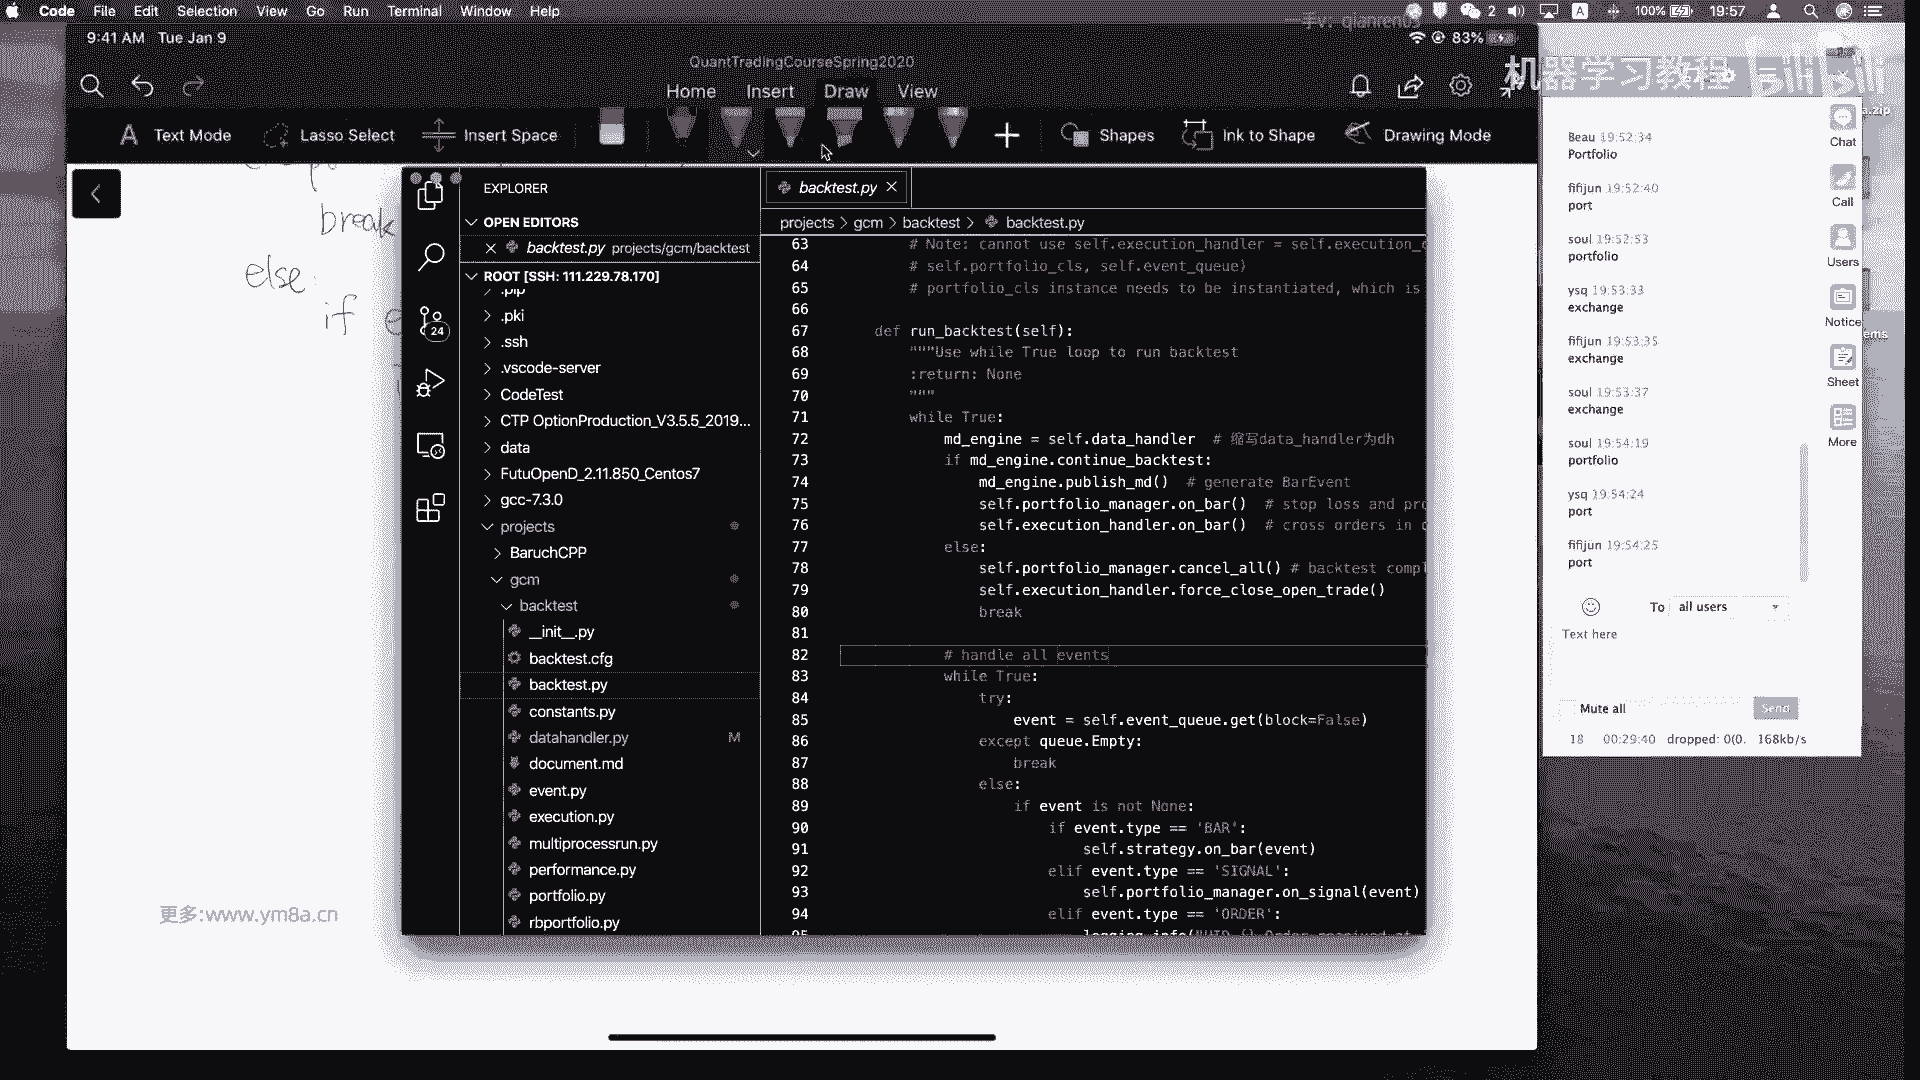 Code File Edit Selection View Go Run Terminal Window Help
2 A 100% 19:57
一手v: qianren
9:41 AM Tue Jan 9
83%
QuantTradingCourseSpring2020
机器学习教程 bilibili
Home Insert Draw View
Text Mode Lasso Select Insert Space Shapes Ink to Shape Drawing Mode
break
else:
if e
EXPLORER
OPEN EDITORS
backtest.py projects/gcm/backtest
ROOT [SSH: 111.229.78.170]
.pip
.pki
.ssh
24
.vscode-server
CodeTest
CTP OptionProduction_V3.5.5_2019...
data
FutuOpenD_2.11.850_Centos7
gcc-7.3.0
projects
BaruchCPP
gcm
backtest
__init__.py
backtest.cfg
backtest.py
constants.py
datahandler.py M
document.md
event.py
execution.py
multiprocessrun.py
performance.py
portfolio.py
rbportfolio.py
backtest.py
projects > gcm > backtest > backtest.py
63 # Note: cannot use self.execution_handler = self.execution_c
64 # self.portfolio_cls, self.event_queue)
65 # portfolio_cls instance needs to be instantiated, which is
66
67 def run_backtest(self):
68 """Use while True loop to run backtest
69 :return: None
70 """
71 while True:
72 md_engine = self.data_handler # 缩写data_handler为dh
73 if md_engine.continue_backtest:
74 md_engine.publish_md() # generate BarEvent
75 self.portfolio_manager.on_bar() # stop loss and pro
76 self.execution_handler.on_bar() # cross orders in
77 else:
78 self.portfolio_manager.cancel_all() # backtest compl
79 self.execution_handler.force_close_open_trade()
80 break
81
82 # handle all events
83 while True:
84 try:
85 event = self.event_queue.get(block=False)
86 except queue.Empty:
87 break
88 else:
89 if event is not None:
90 if event.type == 'BAR':
91 self.strategy.on_bar(event)
92 elif event.type == 'SIGNAL':
93 self.portfolio_manager.on_signal(event)
94 elif event.type == 'ORDER':
95
更多:www.ym8a.cn
Beau 19:52:34
Portfolio
fifijun 19:52:40
port
soul 19:52:53
portfolio
ysq 19:53:33
exchange
fifijun 19:53:35
exchange
soul 19:53:37
exchange
soul 19:54:19
portfolio
ysq 19:54:24
port
fifijun 19:54:25
port
To all users
Text here
Mute all Send
18 00:29:40 dropped: 0(0. 168kb/s
Chat
Call
Users
Notice
Sheet
More
a.zip
ems